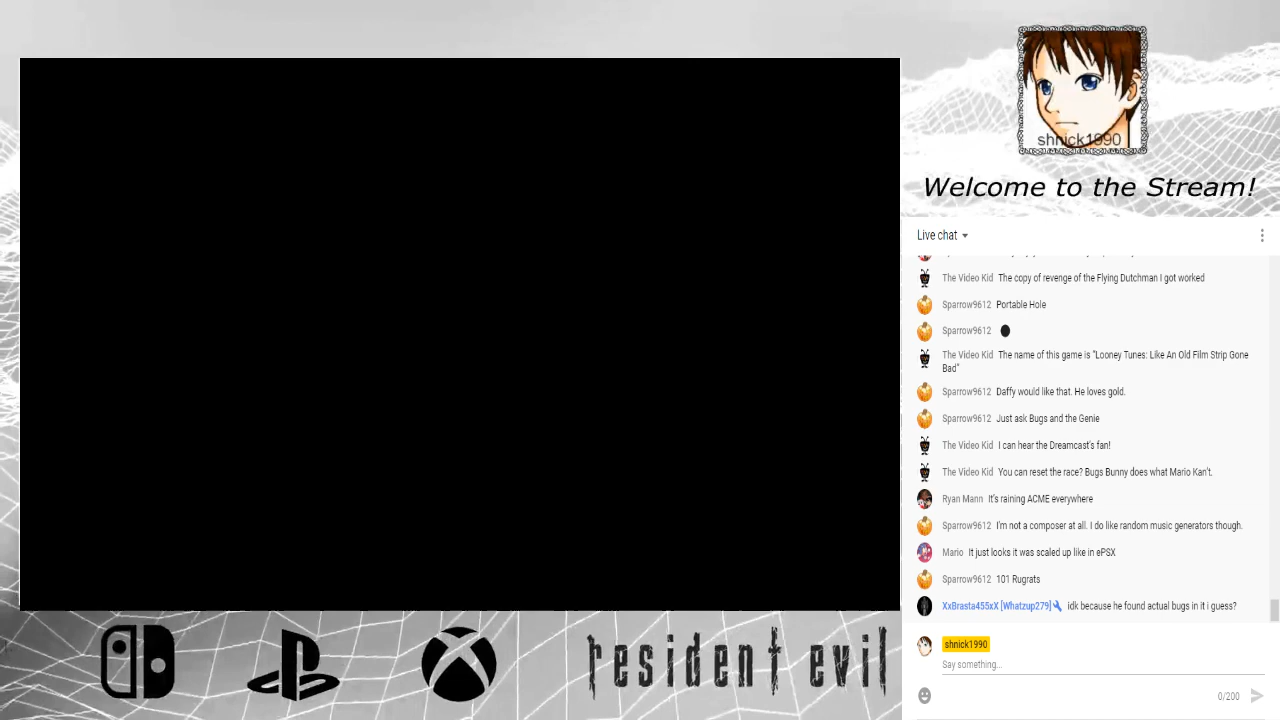 shnick1990
Welcome to the Stream!
Live chat
The Video Kid The copy of revenge of the Flying Dutchman I got worked
Sparrow9612 Portable Hole
Sparrow9612
The Video Kid The name of this game is "Looney Tunes: Like An Old Film Strip Gone
Bad"
Sparrow9612 Daffy would like that. He loves gold.
Sparrow9612 Just ask Bugs and the Genie
The Video Kid I can hear the Dreamcast's fan!
The Video Kid You can reset the race? Bugs Bunny does what Mario Kan't.
Ryan Mann It's raining ACME everywhere
Sparrow9612 I'm not a composer at all. I do like random music generators though.
Mario It just looks it was scaled up like in ePSX
Sparrow9612 101 Rugrats
XxBrasta455xX [Whatzup279] idk because he found actual bugs in it i guess?
shnick1990
Say something...
0/200
resident evil